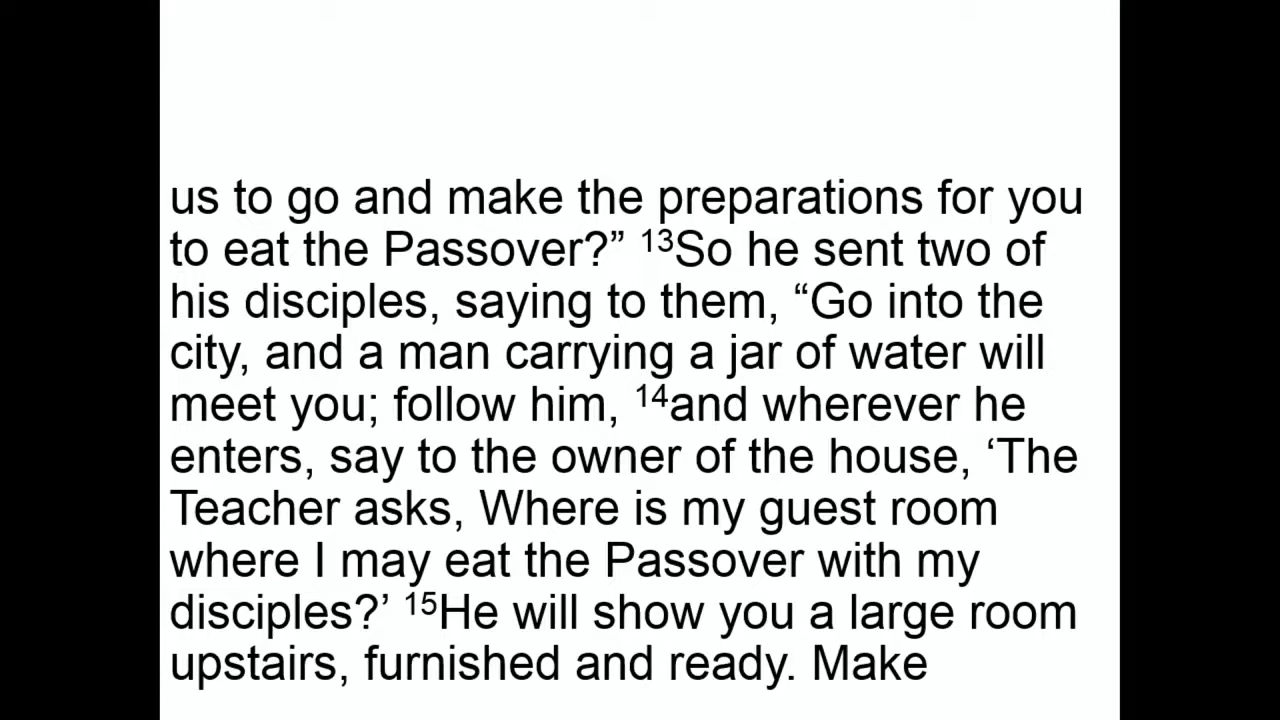 us to go and make the preparations for you
to eat the Passover?” ¹³So he sent two of
his disciples, saying to them, “Go into the
city, and a man carrying a jar of water will
meet you; follow him, ¹⁴and wherever he
enters, say to the owner of the house, ‘The
Teacher asks, Where is my guest room
where I may eat the Passover with my
disciples?’ ¹⁵He will show you a large room
upstairs, furnished and ready. Make